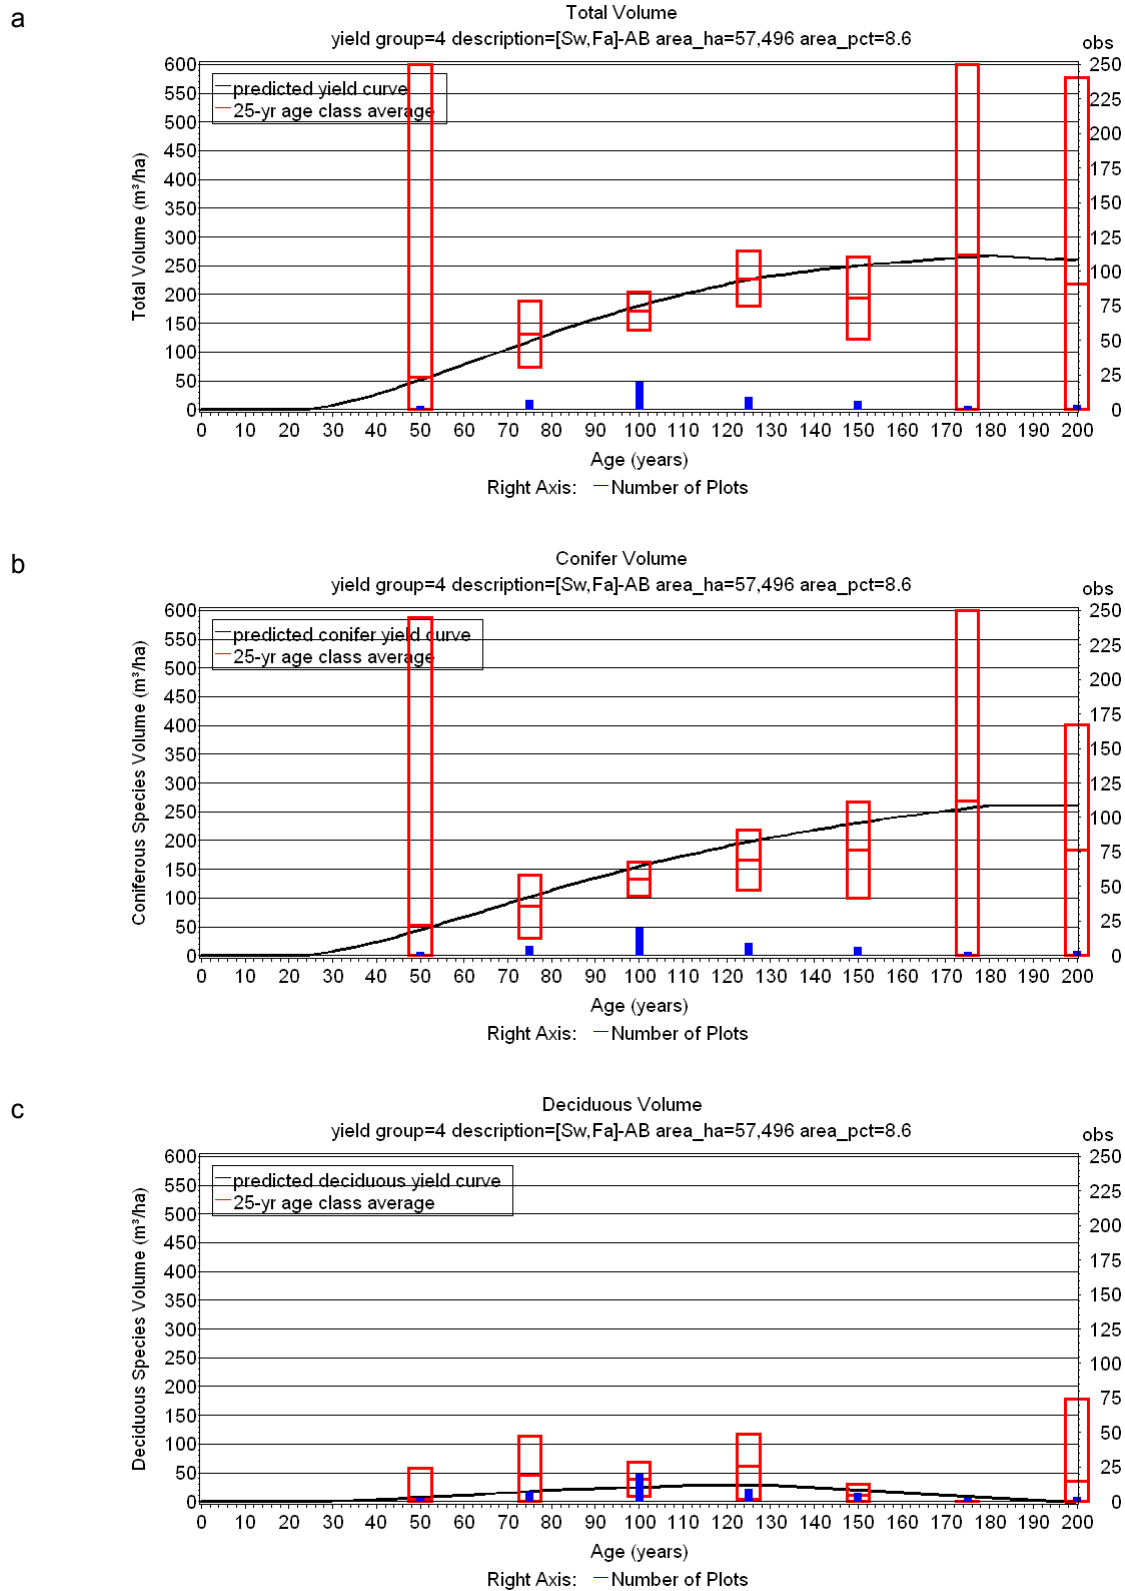 a
Total Volume
yield group=4 description=[Sw,Fa]-AB area_ha=57,496 area_pct=8.6
obs
predicted yield curve
25-yr age class average
Total Volume (m³/ha)
600
550
500
450
400
350
300
250
200
150
100
50
0
250
225
200
175
150
125
100
75
50
25
0
0 10 20 30 40 50 60 70 80 90 100 110 120 130 140 150 160 170 180 190 200
Age (years)
Right Axis: Number of Plots
b
Conifer Volume
yield group=4 description=[Sw,Fa]-AB area_ha=57,496 area_pct=8.6
obs
predicted conifer yield curve
25-yr age class average
Coniferous Species Volume (m³/ha)
600
550
500
450
400
350
300
250
200
150
100
50
0
250
225
200
175
150
125
100
75
50
25
0
0 10 20 30 40 50 60 70 80 90 100 110 120 130 140 150 160 170 180 190 200
Age (years)
Right Axis: Number of Plots
c
Deciduous Volume
yield group=4 description=[Sw,Fa]-AB area_ha=57,496 area_pct=8.6
obs
predicted deciduous yield curve
25-yr age class average
Deciduous Species Volume (m³/ha)
600
550
500
450
400
350
300
250
200
150
100
50
0
250
225
200
175
150
125
100
75
50
25
0
0 10 20 30 40 50 60 70 80 90 100 110 120 130 140 150 160 170 180 190 200
Age (years)
Right Axis: Number of Plots